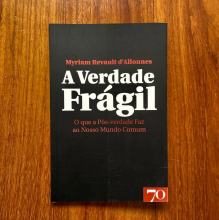 Myriam Revault d'Allonnes
A Verdade
Frágil
O que a Pós-verdade Faz
ao Nosso Mundo Comum
70